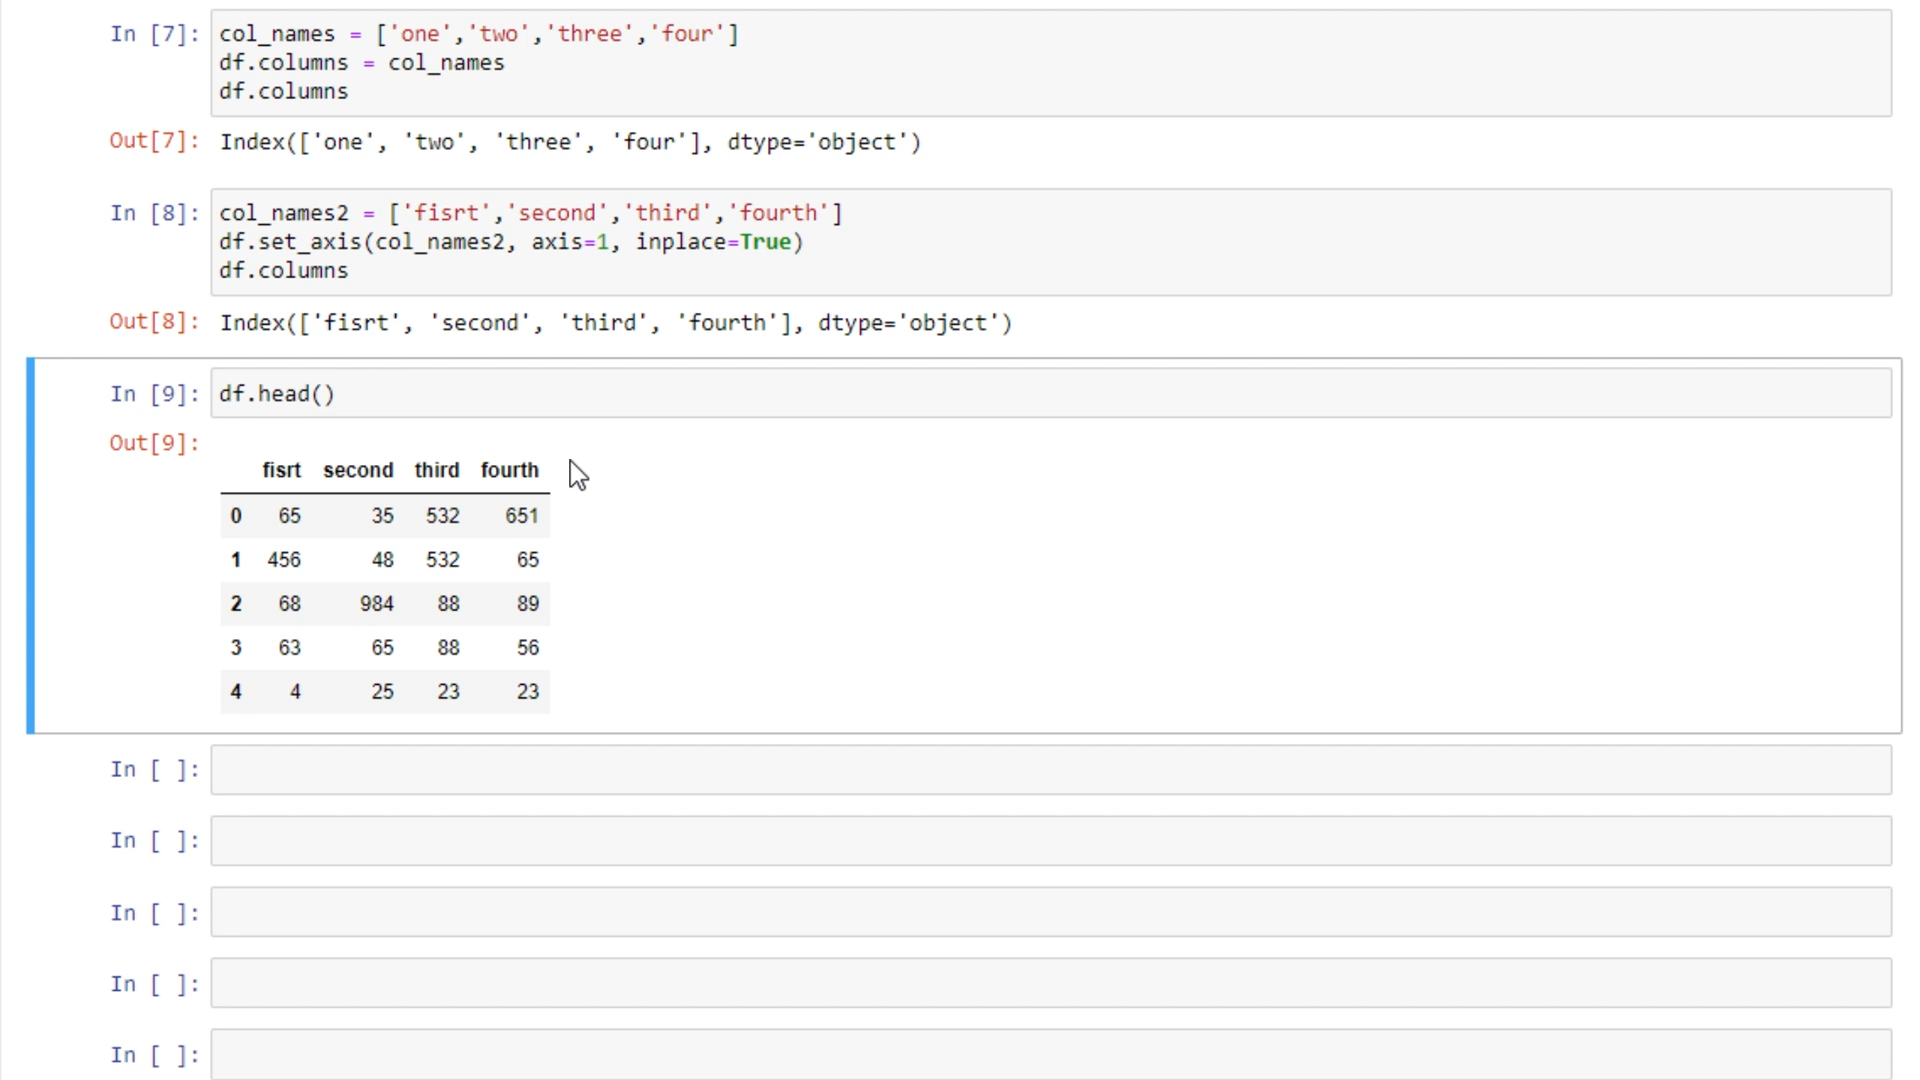 In [7]: col_names = ['one','two','three','four']
df.columns = col_names
df.columns
Out[7]: Index(['one', 'two', 'three', 'four'], dtype='object')
In [8]: col_names2 = ['fisrt','second','third','fourth']
df.set_axis(col_names2, axis=1, inplace=True)
df.columns
Out[8]: Index(['fisrt', 'second', 'third', 'fourth'], dtype='object')
In [9]: df.head()
Out[9]:
fisrt second third fourth
0 65 35 532 651
1 456 48 532 65
2 68 984 88 89
3 63 65 88 56
4 4 25 23 23
In [ ]:
In [ ]:
In [ ]:
In [ ]:
In [ ]: